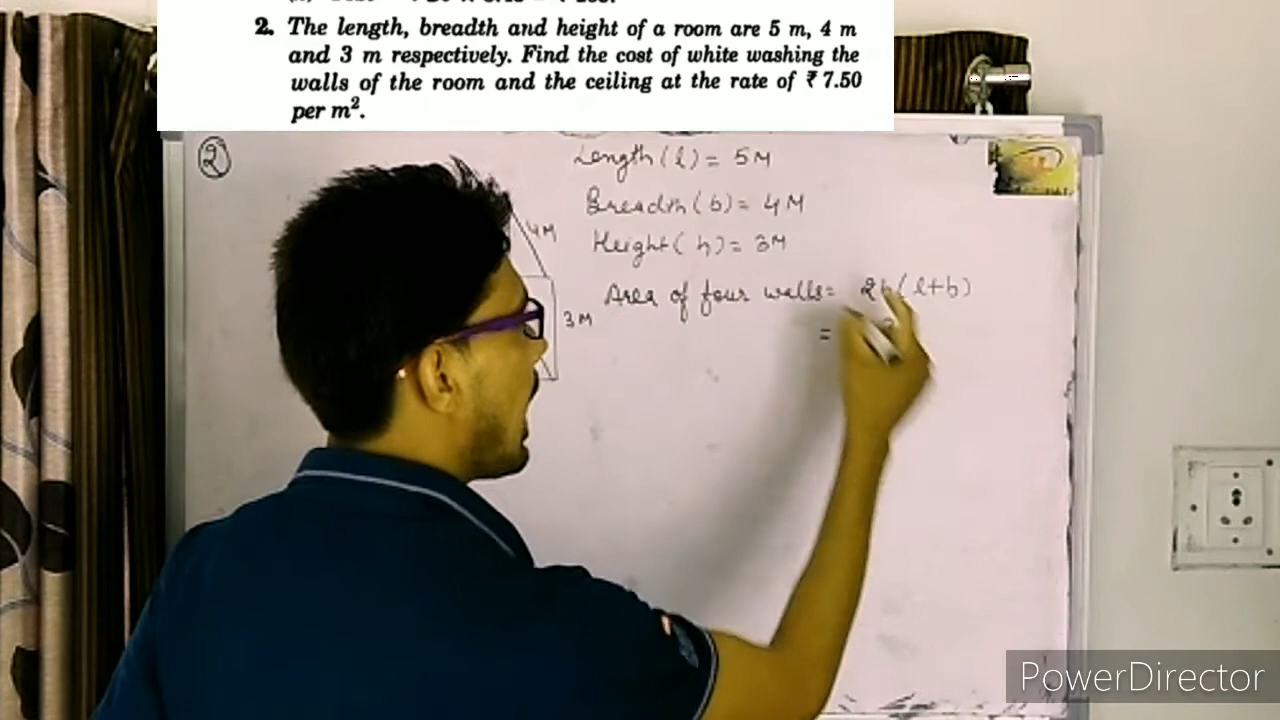 2. The length, breadth and height of a room are 5 m, 4 m
and 3 m respectively. Find the cost of white washing the
walls of the room and the ceiling at the rate of ₹ 7.50
per m².
2
Length (l) = 5M
Breadth (b) = 4M
Height (h) = 3M
4M
3M
Area of four walls = 2h(l+b)
=
PowerDirector